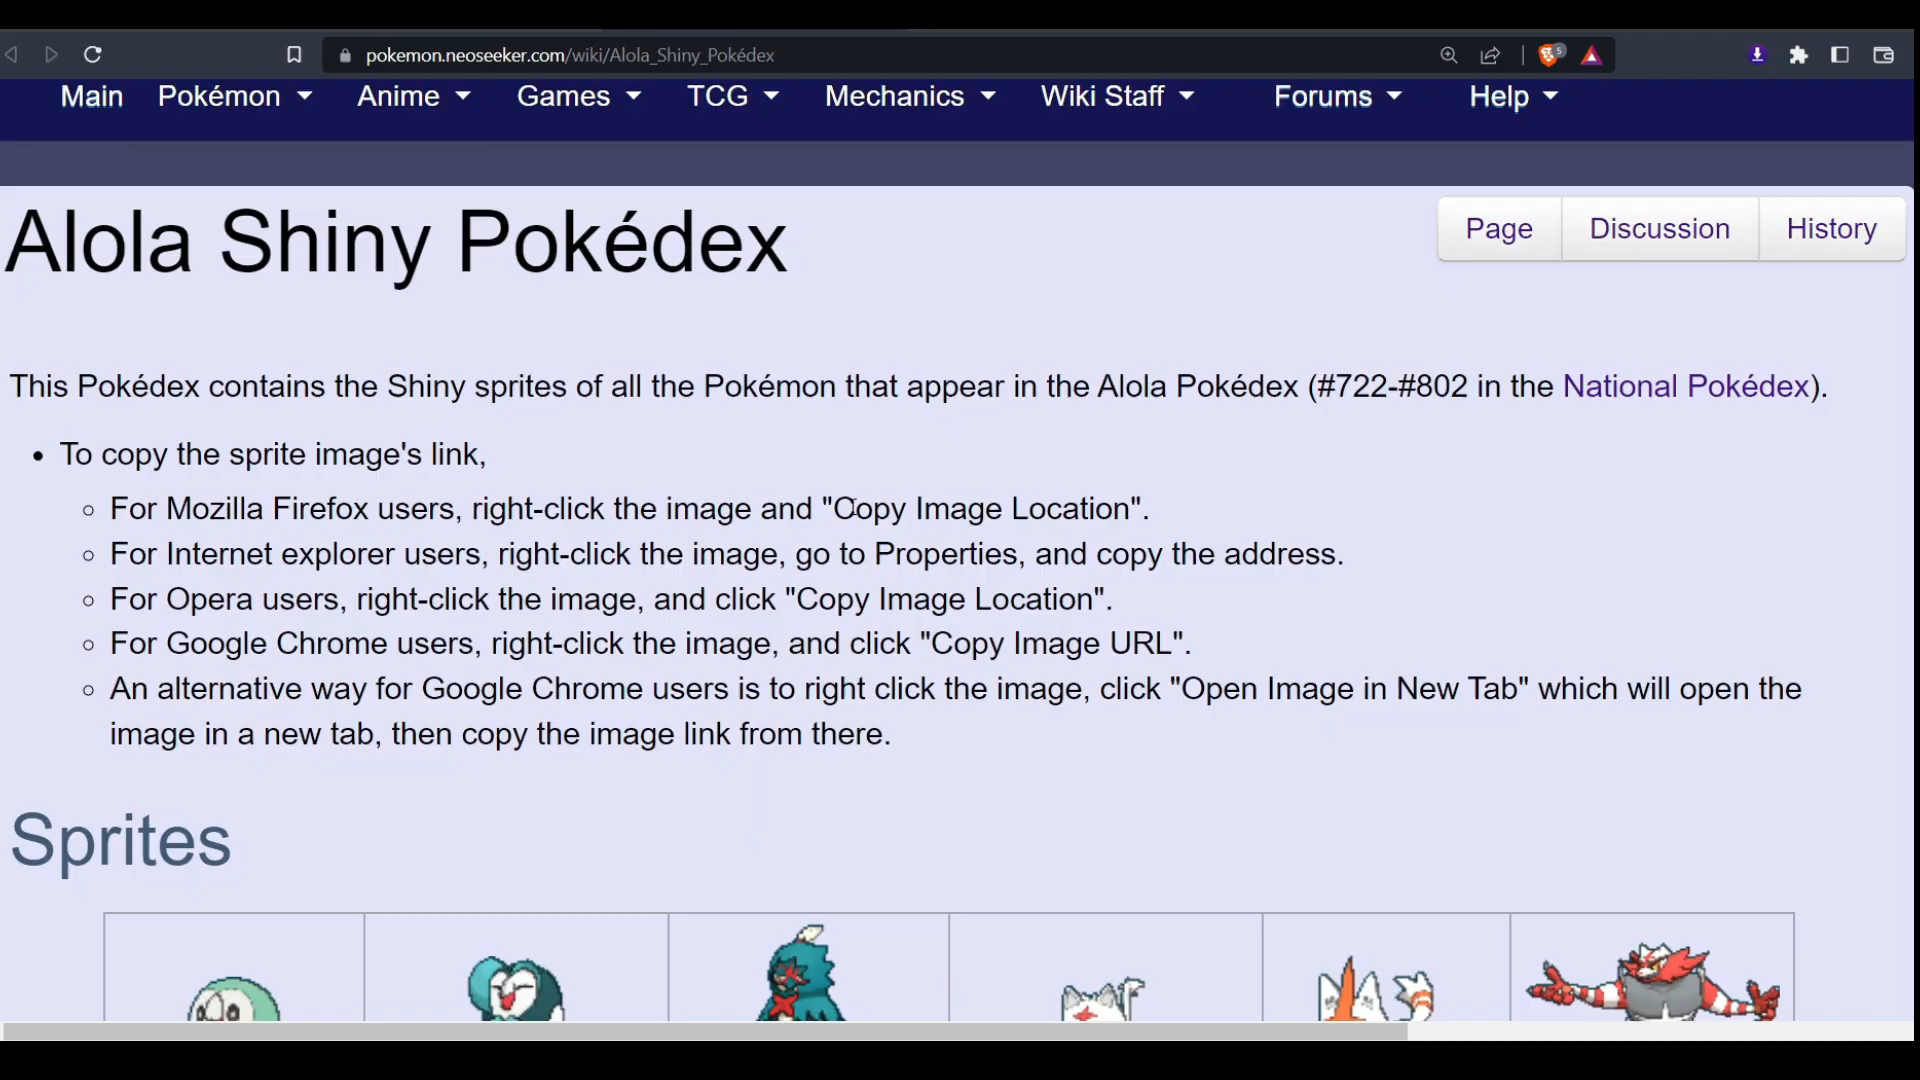 pokemon.neoseeker.com/wiki/Alola_Shiny_Pokédex
5
Main Pokémon Anime Games TCG Mechanics Wiki Staff Forums Help
Alola Shiny Pokédex
Page Discussion History
This Pokédex contains the Shiny sprites of all the Pokémon that appear in the Alola Pokédex (#722-#802 in the National Pokédex).
To copy the sprite image's link,
For Mozilla Firefox users, right-click the image and "Copy Image Location".
For Internet explorer users, right-click the image, go to Properties, and copy the address.
For Opera users, right-click the image, and click "Copy Image Location".
For Google Chrome users, right-click the image, and click "Copy Image URL".
An alternative way for Google Chrome users is to right click the image, click "Open Image in New Tab" which will open the
image in a new tab, then copy the image link from there.
Sprites